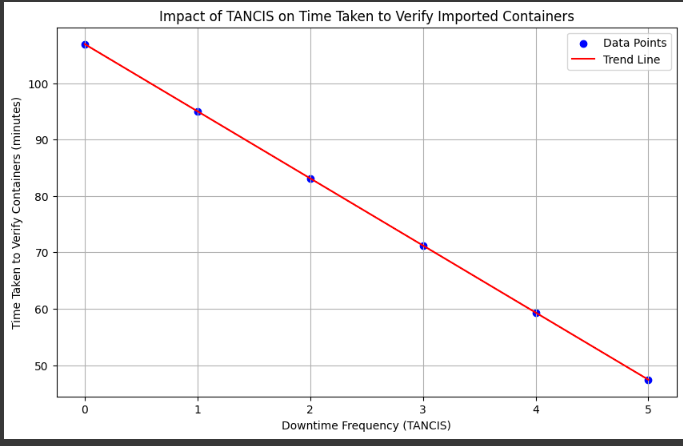 Impact of TANCIS on Time Taken to Verify Imported Containers
Data Points
Trend Line
Time Taken to Verify Containers (minutes)
100
90
80
70
60
50
0 1 2 3 4 5
Downtime Frequency (TANCIS)